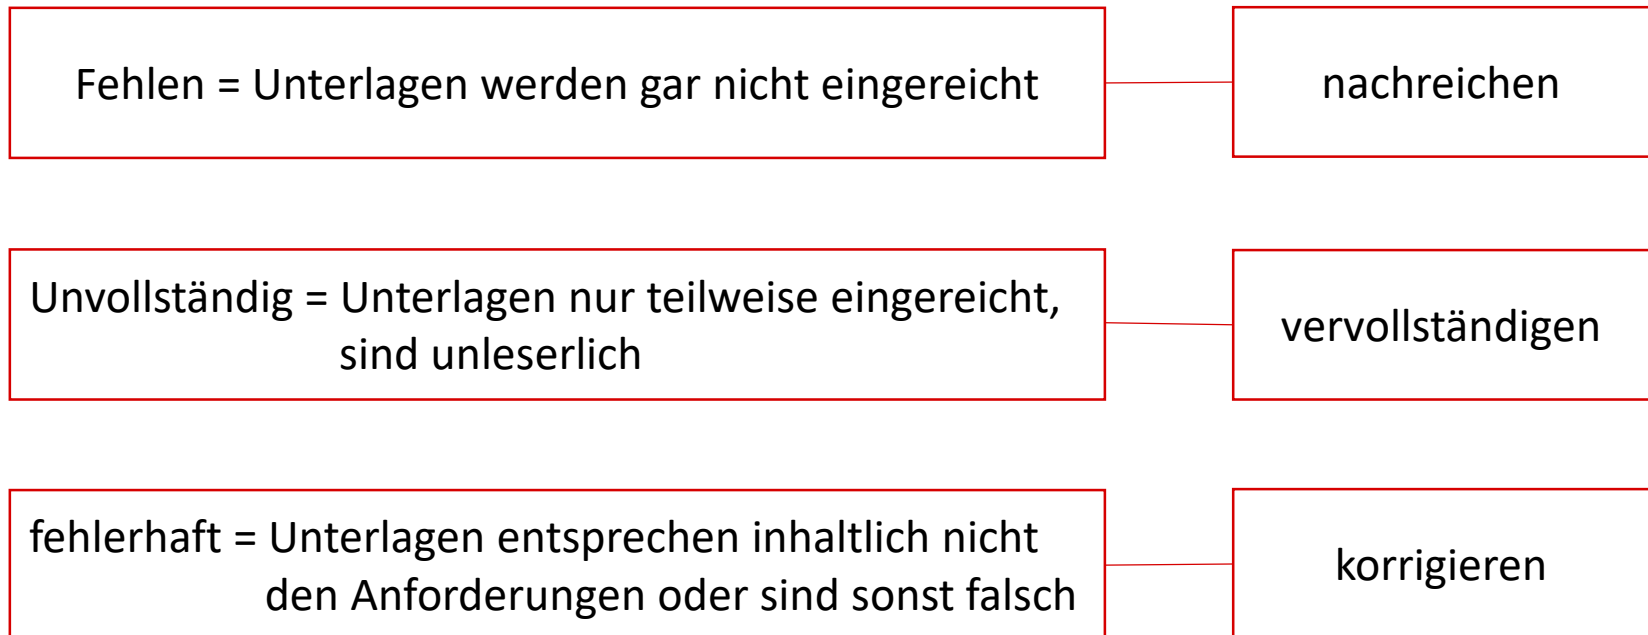 Fehlen = Unterlagen werden gar nicht eingereicht
nachreichen
Unvollständig = Unterlagen nur teilweise eingereicht,
sind unleserlich
vervollständigen
fehlerhaft = Unterlagen entsprechen inhaltlich nicht
den Anforderungen oder sind sonst falsch
korrigieren